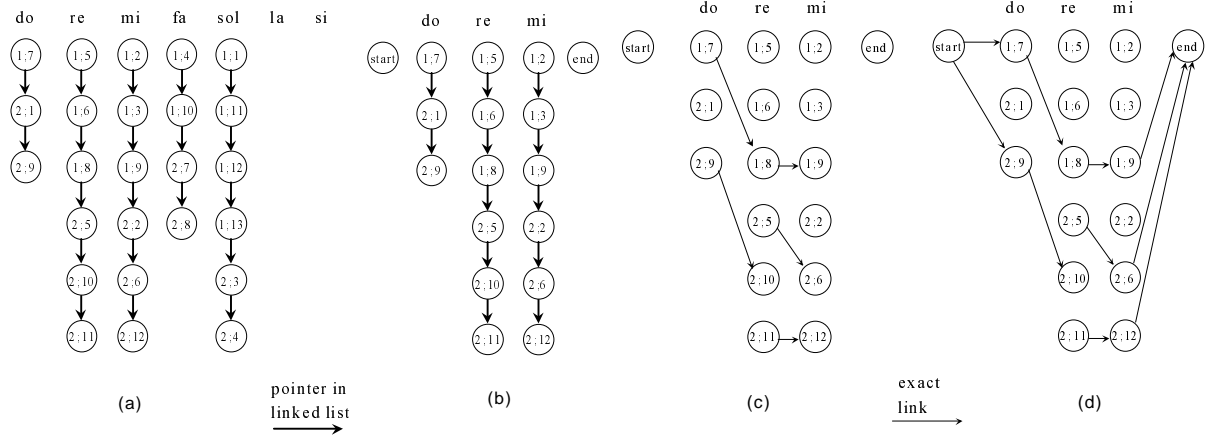 do re mi fa sol la si
1;7 1;5 1;2 1;4 1;1
2;1 1;6 1;3 1;10 1;11
2;9 1;8 1;9 2;7 1;12
2;5 2;2 2;8 1;13
2;10 2;6 2;3
2;11 2;12 2;4
(a)
pointer in
linked list
do re mi
start 1;7 1;5 1;2 end
2;1 1;6 1;3
2;9 1;8 1;9
2;5 2;2
2;10 2;6
2;11 2;12
(b)
do re mi
start 1;7 1;5 1;2 end
2;1 1;6 1;3
2;9 1;8 1;9
2;5 2;2
2;10 2;6
2;11 2;12
(c)
exact
link
do re mi
start 1;7 1;5 1;2 end
2;1 1;6 1;3
2;9 1;8 1;9
2;5 2;2
2;10 2;6
2;11 2;12
(d)